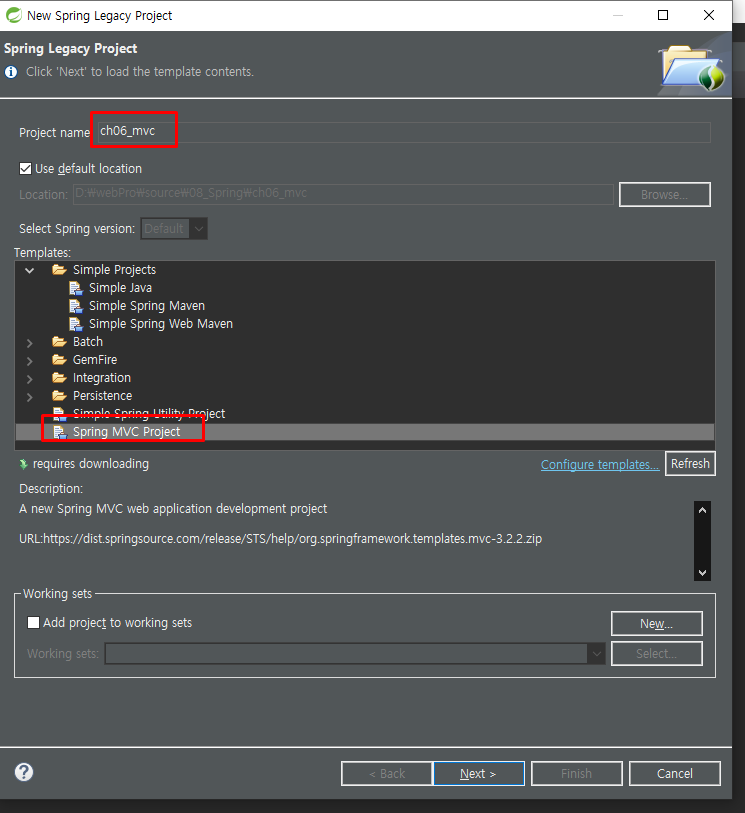 New Spring Legacy Project
Spring Legacy Project
Click 'Next' to load the template contents.
Project name: ch06_mvc
Use default location
Location: D:₩webPro₩source₩08_Spring₩ch06_mvc Browse...
Select Spring version: Default
Templates:
Simple Projects
Simple Java
Simple Spring Maven
Simple Spring Web Maven
Batch
GemFire
Integration
Persistence
Simple Spring Utility Project
Spring MVC Project
requires downloading Configure templates... Refresh
Description:
A new Spring MVC web application development project
URL:https://dist.springsource.com/release/STS/help/org.springframework.templates.mvc-3.2.2.zip
Working sets
Add project to working sets New...
Working sets: Select...
? < Back Next > Finish Cancel